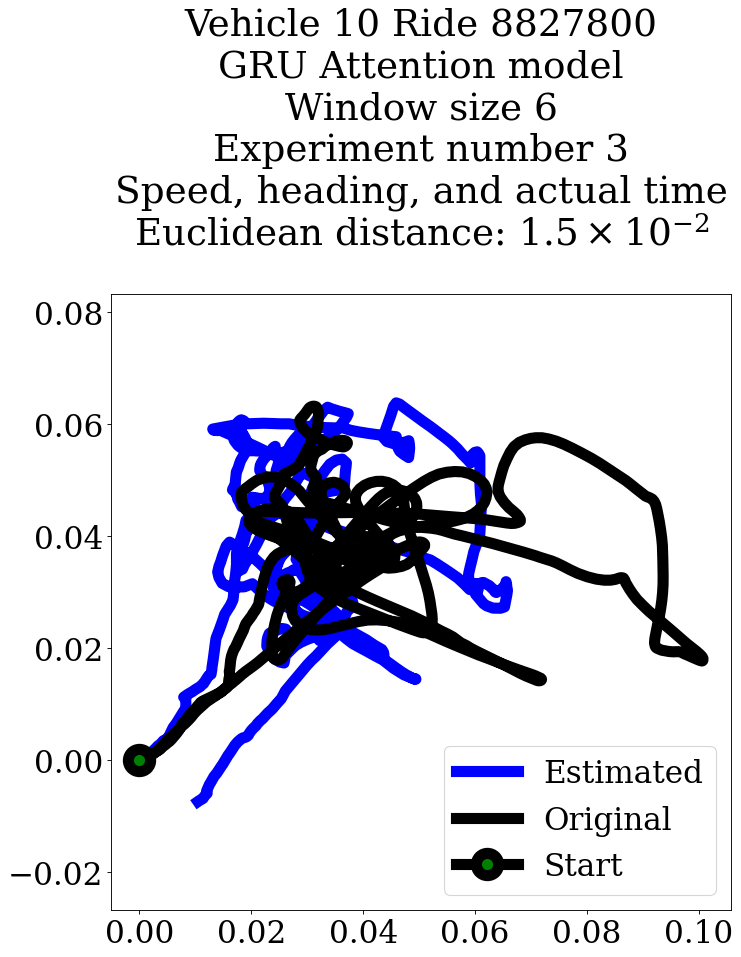 Vehicle 10 Ride 8827800
GRU Attention model
Window size 6
Experiment number 3
Speed, heading, and actual time
Euclidean distance: $1.5 \times 10^{-2}$
0.08
0.06
0.04
0.02
0.00
−0.02
0.00 0.02 0.04 0.06 0.08 0.10
Estimated
Original
Start